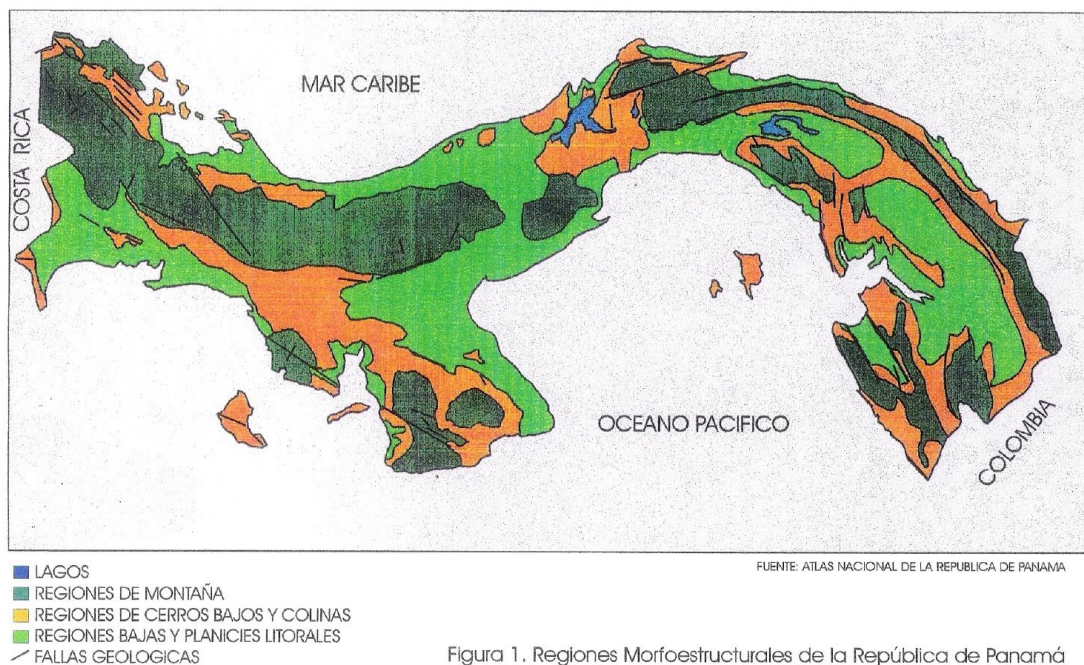 MAR CARIBE
COSTA RICA
OCEANO PACIFICO
COLOMBIA
FUENTE: ATLAS NACIONAL DE LA REPUBLICA DE PANAMA
LAGOS
REGIONES DE MONTAÑA
REGIONES DE CERROS BAJOS Y COLINAS
REGIONES BAJAS Y PLANICIES LITORALES
FALLAS GEOLOGICAS
Figura 1. Regiones Morfoestructurales de la República de Panamá